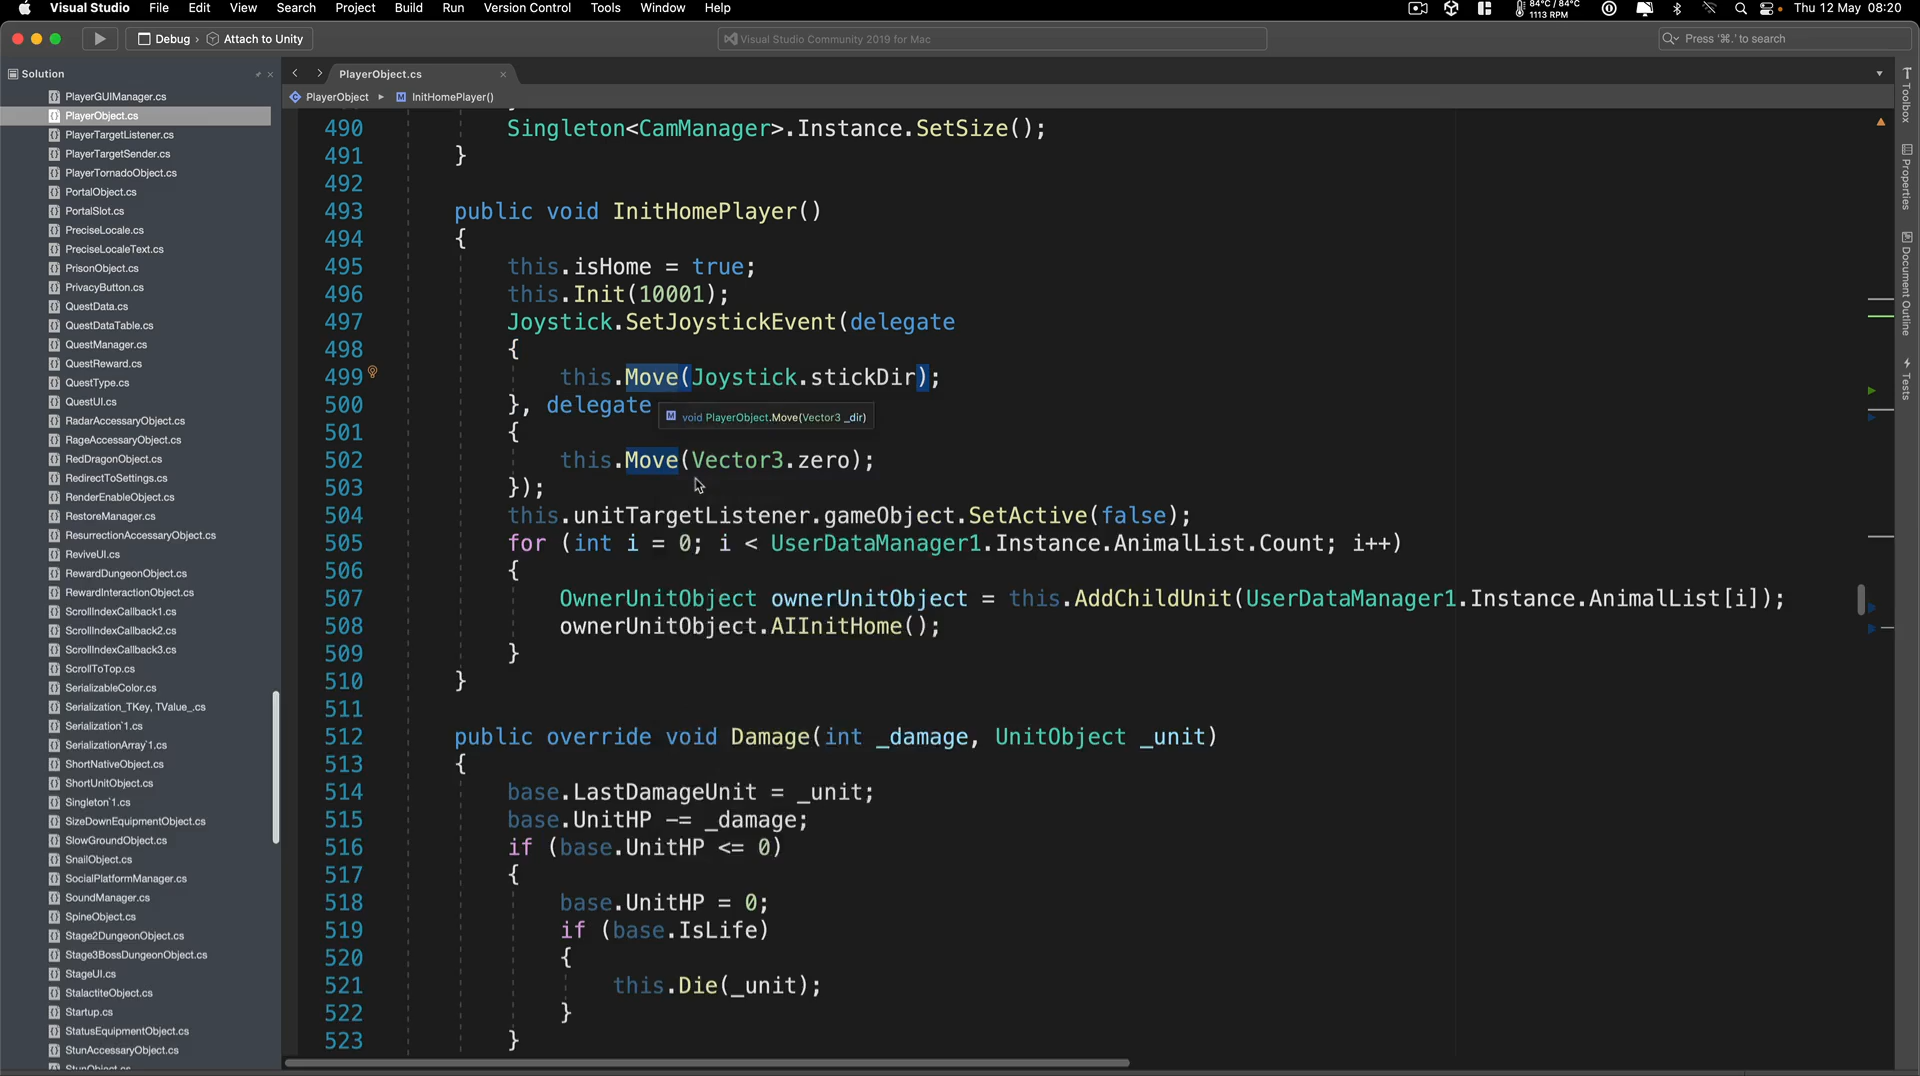 Visual Studio File Edit View Search Project Build Run Version Control Tools Window Help 84°C / 84°C 1113 RPM Thu 12 May 08:20
Debug › Attach to Unity Visual Studio Community 2019 for Mac Press '⌘.' to search
Solution
PlayerGUIManager.cs
PlayerObject.cs
PlayerTargetListener.cs
PlayerTargetSender.cs
PlayerTornadoObject.cs
PortalObject.cs
PortalSlot.cs
PreciseLocale.cs
PreciseLocaleText.cs
PrisonObject.cs
PrivacyButton.cs
QuestData.cs
QuestDataTable.cs
QuestManager.cs
QuestReward.cs
QuestType.cs
QuestUI.cs
RadarAccessaryObject.cs
RageAccessaryObject.cs
RedDragonObject.cs
RedirectToSettings.cs
RenderEnableObject.cs
RestoreManager.cs
ResurrectionAccessaryObject.cs
ReviveUI.cs
RewardDungeonObject.cs
RewardInteractionObject.cs
ScrollIndexCallback1.cs
ScrollIndexCallback2.cs
ScrollIndexCallback3.cs
ScrollToTop.cs
SerializableColor.cs
Serialization_TKey, TValue_.cs
Serialization`1.cs
SerializationArray`1.cs
ShortNativeObject.cs
ShortUnitObject.cs
Singleton`1.cs
SizeDownEquipmentObject.cs
SlowGroundObject.cs
SnailObject.cs
SocialPlatformManager.cs
SoundManager.cs
SpineObject.cs
Stage2DungeonObject.cs
Stage3BossDungeonObject.cs
StageUI.cs
StalactiteObject.cs
Startup.cs
StatusEquipmentObject.cs
StunAccessaryObject.cs
StunObject.cs
PlayerObject.cs
PlayerObject InitHomePlayer()
490 Singleton<CamManager>.Instance.SetSize();
491 }
492
493 public void InitHomePlayer()
494 {
495 this.isHome = true;
496 this.Init(10001);
497 Joystick.SetJoystickEvent(delegate
498 {
499 this.Move(Joystick.stickDir);
500 }, delegate
void PlayerObject.Move(Vector3 _dir)
501 {
502 this.Move(Vector3.zero);
503 });
504 this.unitTargetListener.gameObject.SetActive(false);
505 for (int i = 0; i < UserDataManager1.Instance.AnimalList.Count; i++)
506 {
507 OwnerUnitObject ownerUnitObject = this.AddChildUnit(UserDataManager1.Instance.AnimalList[i]);
508 ownerUnitObject.AIInitHome();
509 }
510 }
511
512 public override void Damage(int _damage, UnitObject _unit)
513 {
514 base.LastDamageUnit = _unit;
515 base.UnitHP -= _damage;
516 if (base.UnitHP <= 0)
517 {
518 base.UnitHP = 0;
519 if (base.IsLife)
520 {
521 this.Die(_unit);
522 }
523 }
Toolbox
Properties
Document Outline
Tests